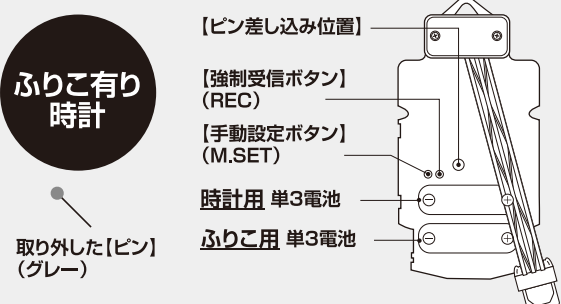 ふりこ有り
時計
取り外した【ピン】
（グレー）
【ピン差し込み位置】
【強制受信ボタン】
（REC）
【手動設定ボタン】
（M.SET）
時計用 単3電池
ふりこ用 単3電池